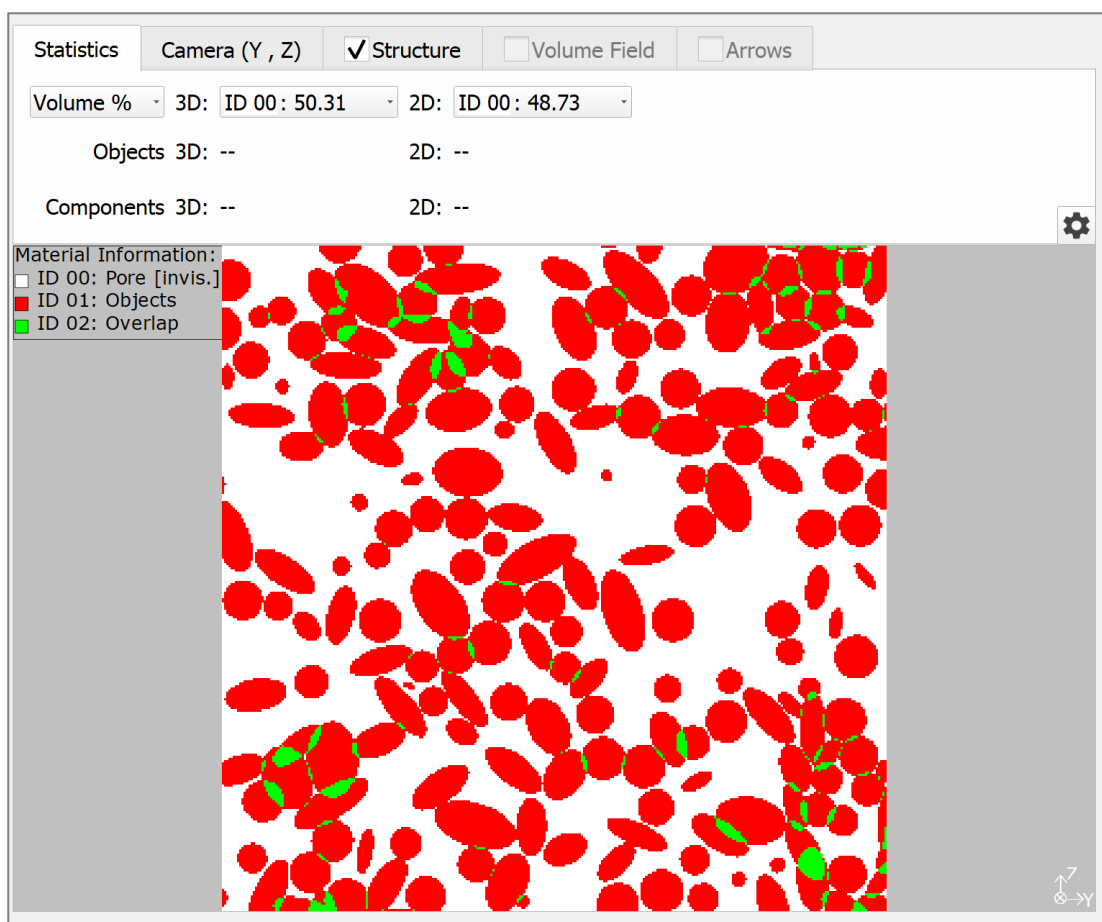 Statistics Camera (Y , Z) Structure Volume Field Arrows
Volume % 3D: ID 00 : 50.31 2D: ID 00 : 48.73
Objects 3D: -- 2D: --
Components 3D: -- 2D: --
Material Information:
ID 00: Pore [invis.]
ID 01: Objects
ID 02: Overlap
Z
Y